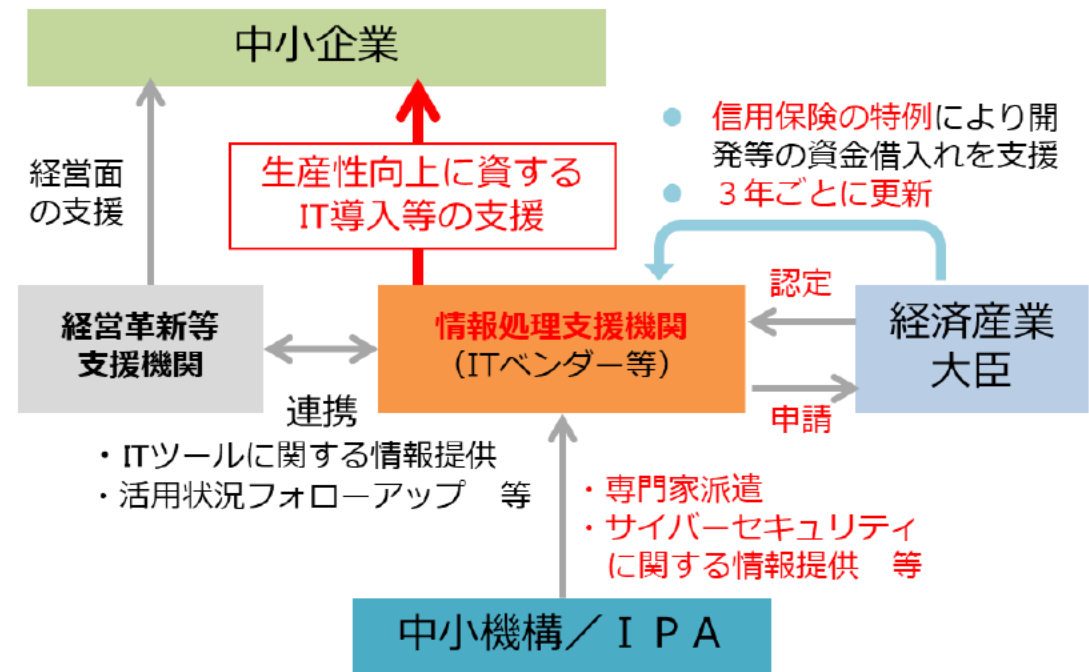 中小企業
経営面
の支援
生産性向上に資する
IT導入等の支援
● 信用保険の特例により開
発等の資金借入れを支援
● ３年ごとに更新
経営革新等
支援機関
情報処理支援機関
（ITベンダー等）
認定
申請
経済産業
大臣
連携
・ITツールに関する情報提供
・活用状況フォローアップ　等
・専門家派遣
・サイバーセキュリティ
に関する情報提供　等
中小機構／ＩＰＡ